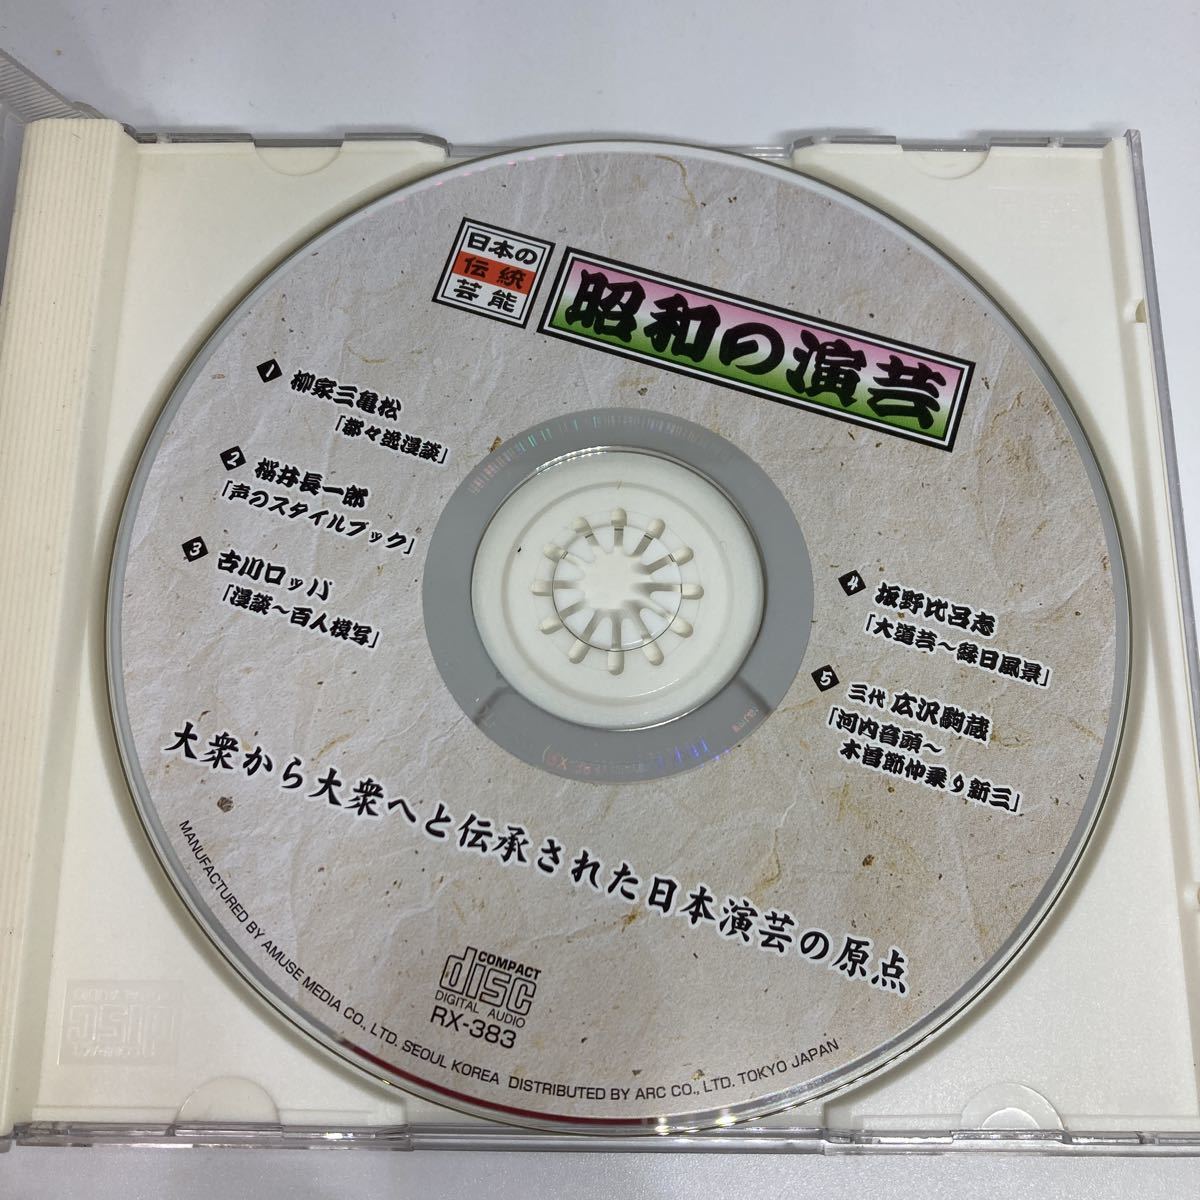 日本の
伝統
芸能
昭和の演芸
1 柳家三亀松
「都々逸漫談」
2 桜井長一郎
「声のスタイルブック」
3 古川ロッパ
「漫談～百人模写」
4 坂野比呂志
「大道芸～縁日風景」
5 三代 広沢駒蔵
「河内音頭～
木曽節仲乗り新三」
大衆から大衆へと伝承された日本演芸の原点
COMPACT
disc
DIGITAL AUDIO
RX-383
MANUFACTURED BY AMUSE MEDIA CO., LTD. SEOUL KOREA DISTRIBUTED BY ARC CO., LTD. TOKYO JAPAN